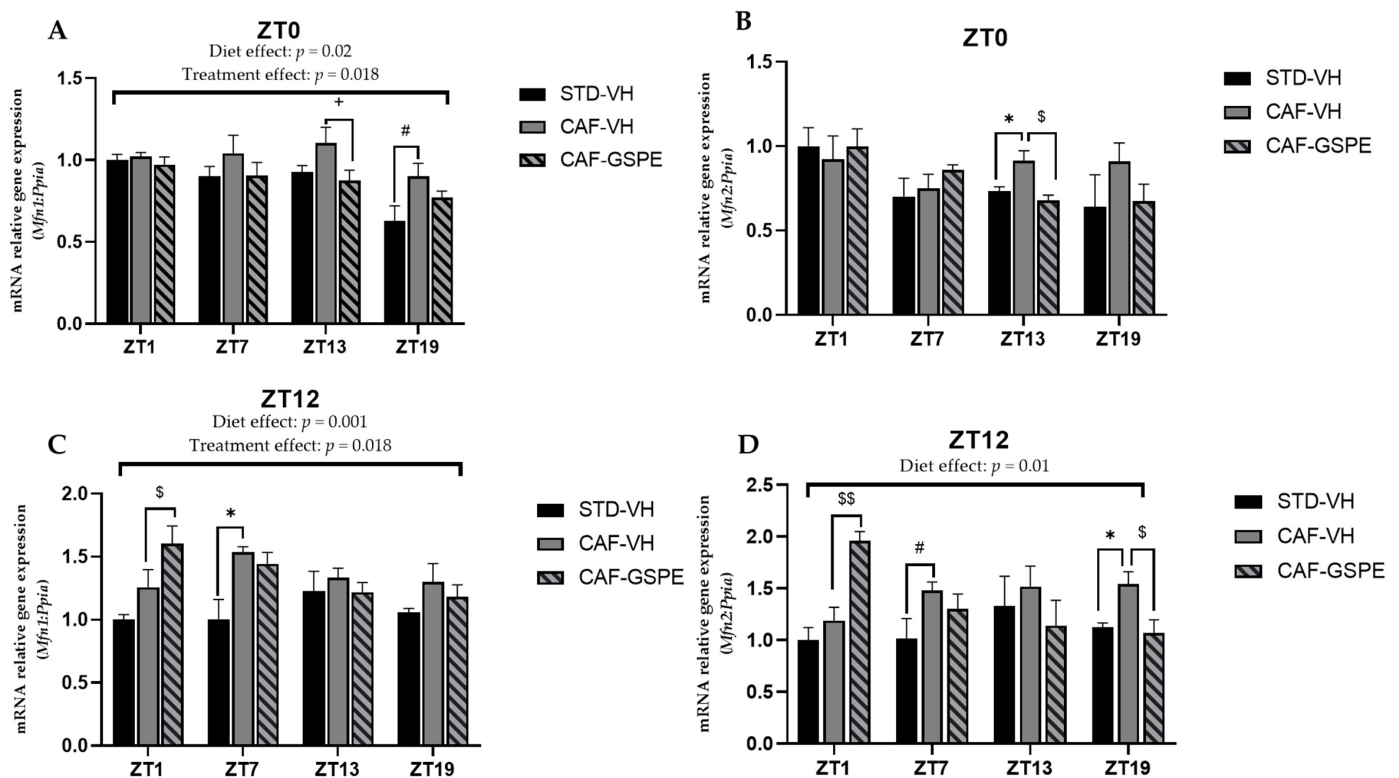 A
ZT0
Diet effect: p = 0.02
Treatment effect: p = 0.018
mRNA relative gene expression
(Mfn1:Ppia)
1.5
1.0
0.5
0.0
+
#
ZT1 ZT7 ZT13 ZT19
STD-VH
CAF-VH
CAF-GSPE
B
ZT0
mRNA relative gene expression
(Mfn2:Ppia)
1.5
1.0
0.5
0.0
* $
ZT1 ZT7 ZT13 ZT19
STD-VH
CAF-VH
CAF-GSPE
C
ZT12
Diet effect: p = 0.001
Treatment effect: p = 0.018
mRNA relative gene expression
(Mfn1:Ppia)
2.0
1.5
1.0
0.5
0.0
$
*
ZT1 ZT7 ZT13 ZT19
STD-VH
CAF-VH
CAF-GSPE
D
ZT12
Diet effect: p = 0.01
mRNA relative gene expression
(Mfn2:Ppia)
2.5
2.0
1.5
1.0
0.5
0.0
$$
#
* $
ZT1 ZT7 ZT13 ZT19
STD-VH
CAF-VH
CAF-GSPE